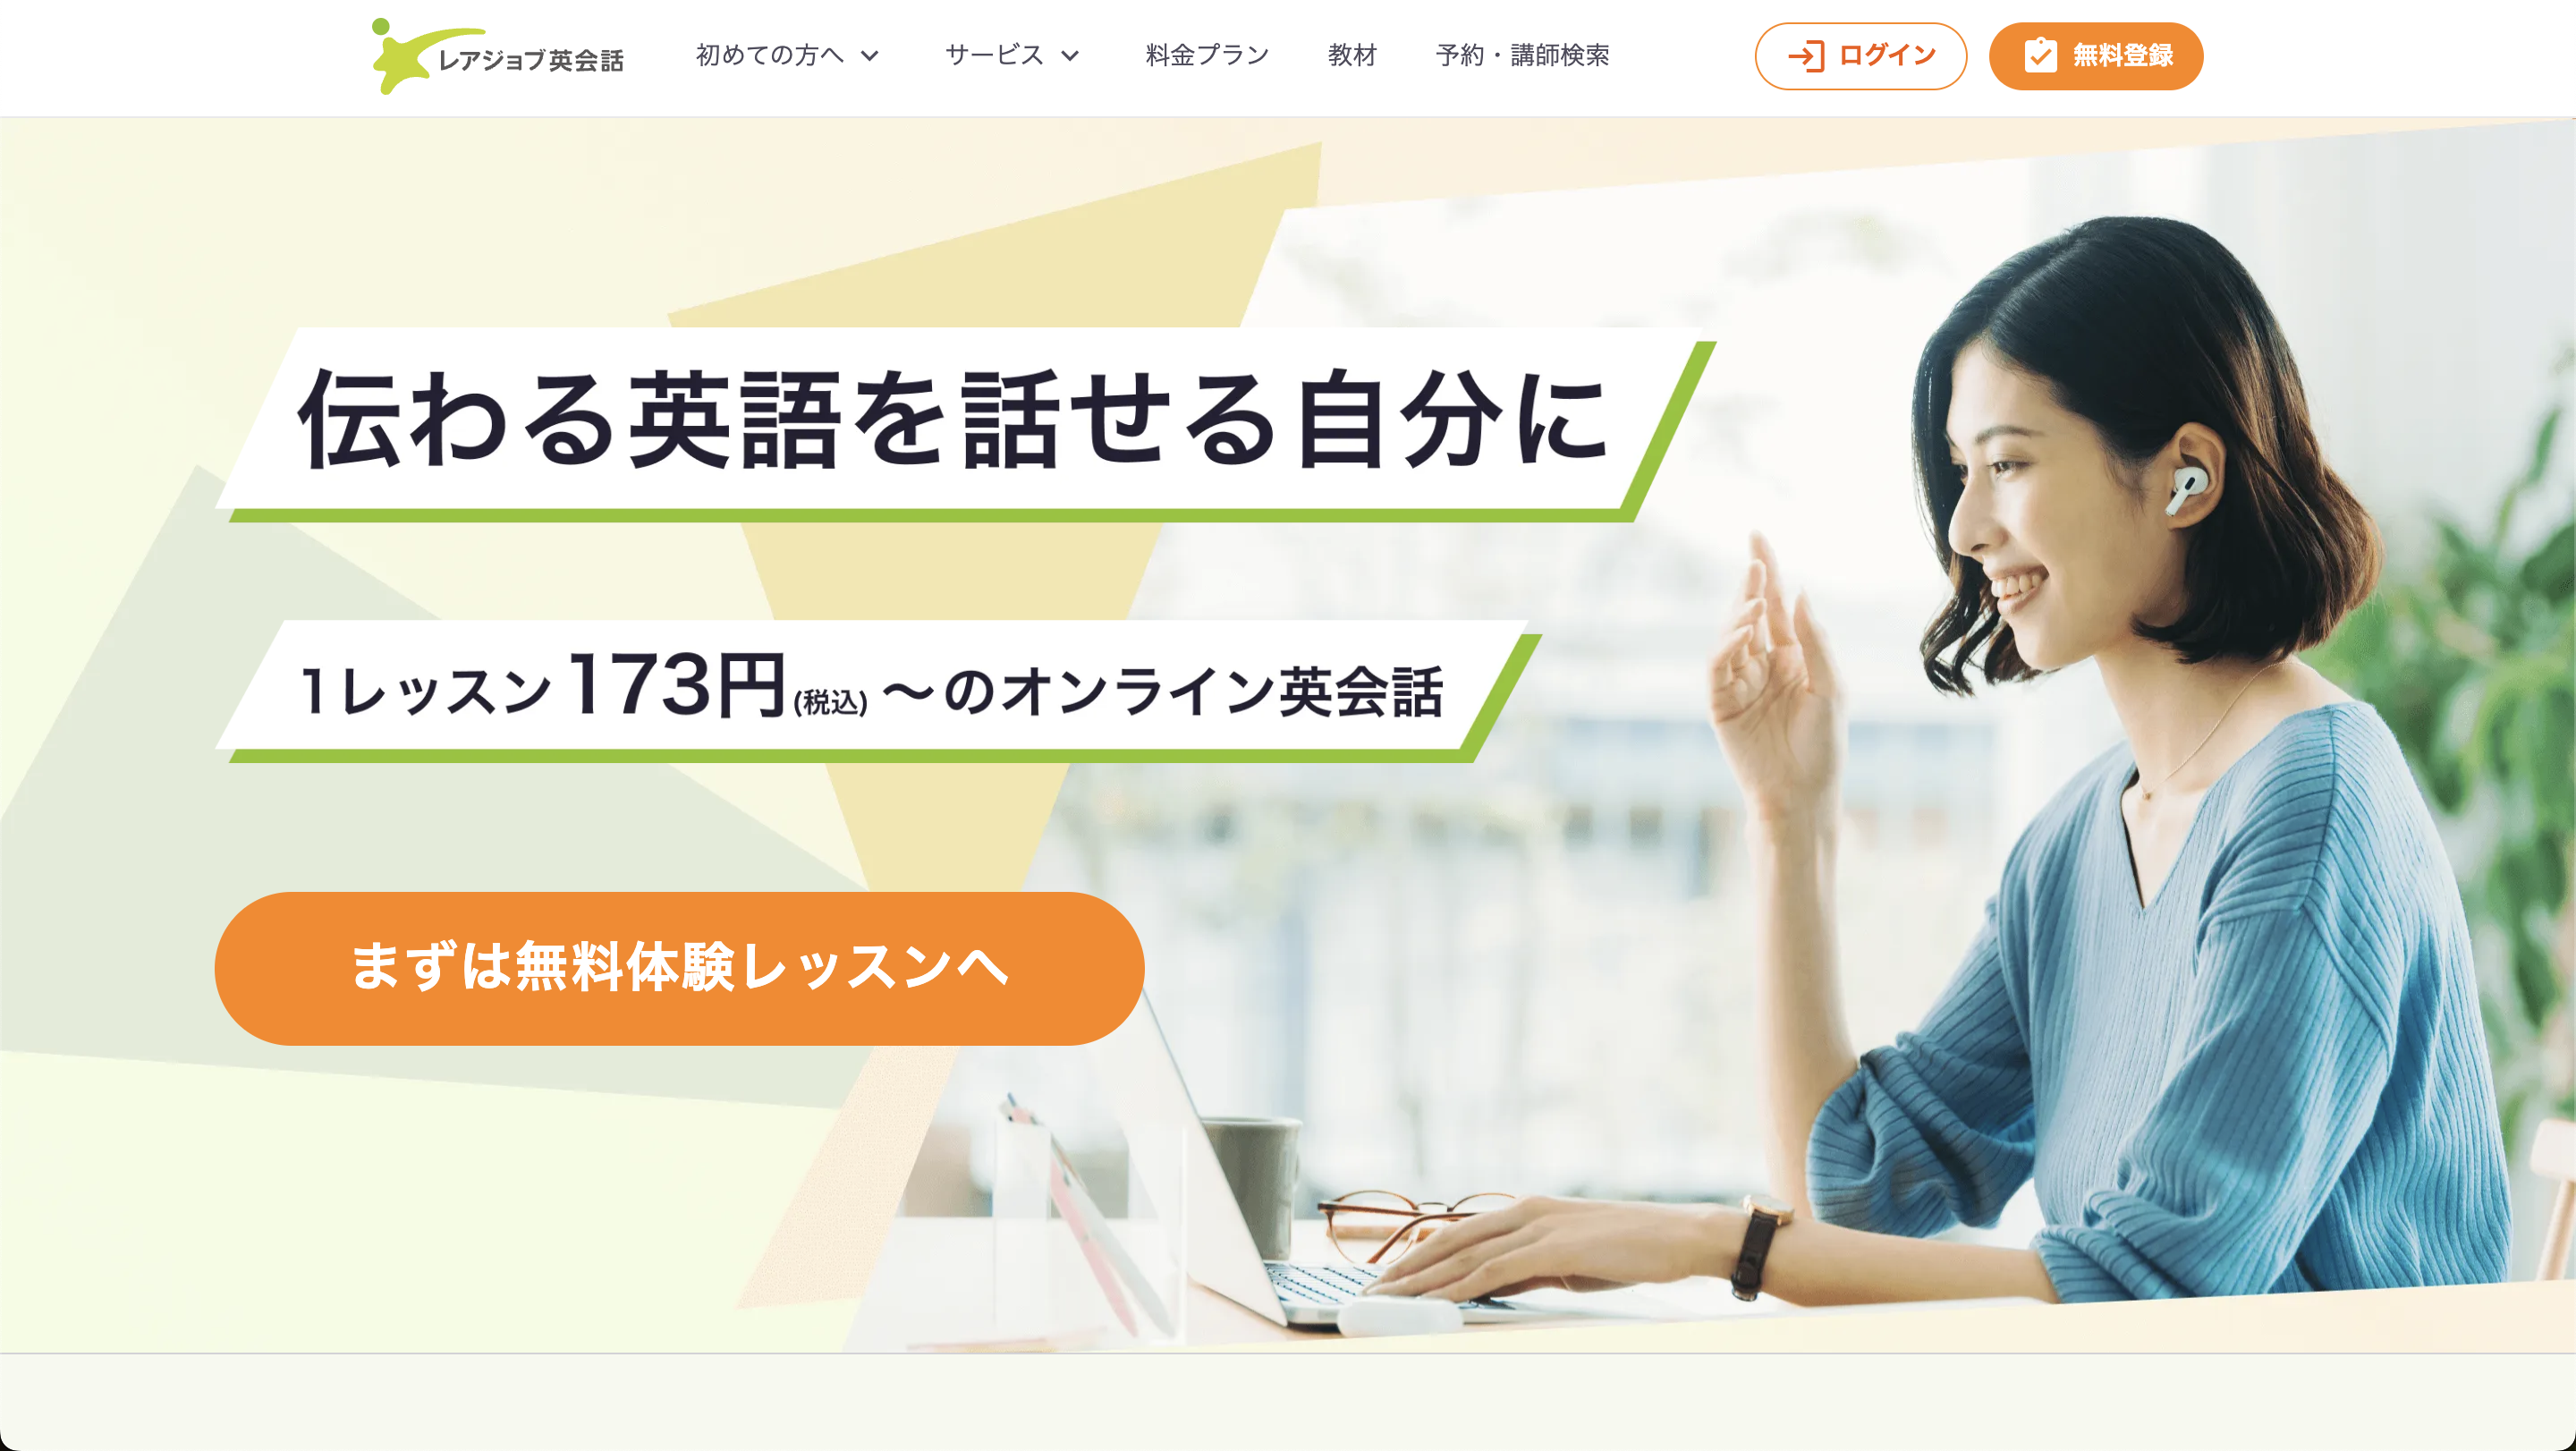 レアジョブ英会話
初めての方へ
サービス
料金プラン
教材
予約・講師検索
ログイン
無料登録
伝わる英語を話せる自分に
1レッスン173円(税込)〜のオンライン英会話
まずは無料体験レッスンへ